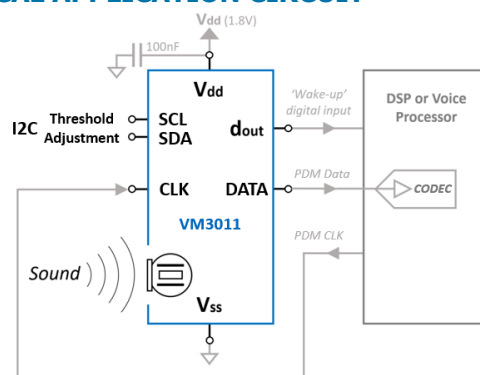 CAL APPLICATION CIRCUIT
Vdd (1.8V)
100nF
Vdd
I2C
Threshold
Adjustment
SCL
SDA
dout
'Wake-up'
digital input
DSP or Voice
Processor
CLK
DATA
PDM Data
CODEC
VM3011
PDM CLK
Sound
Vss